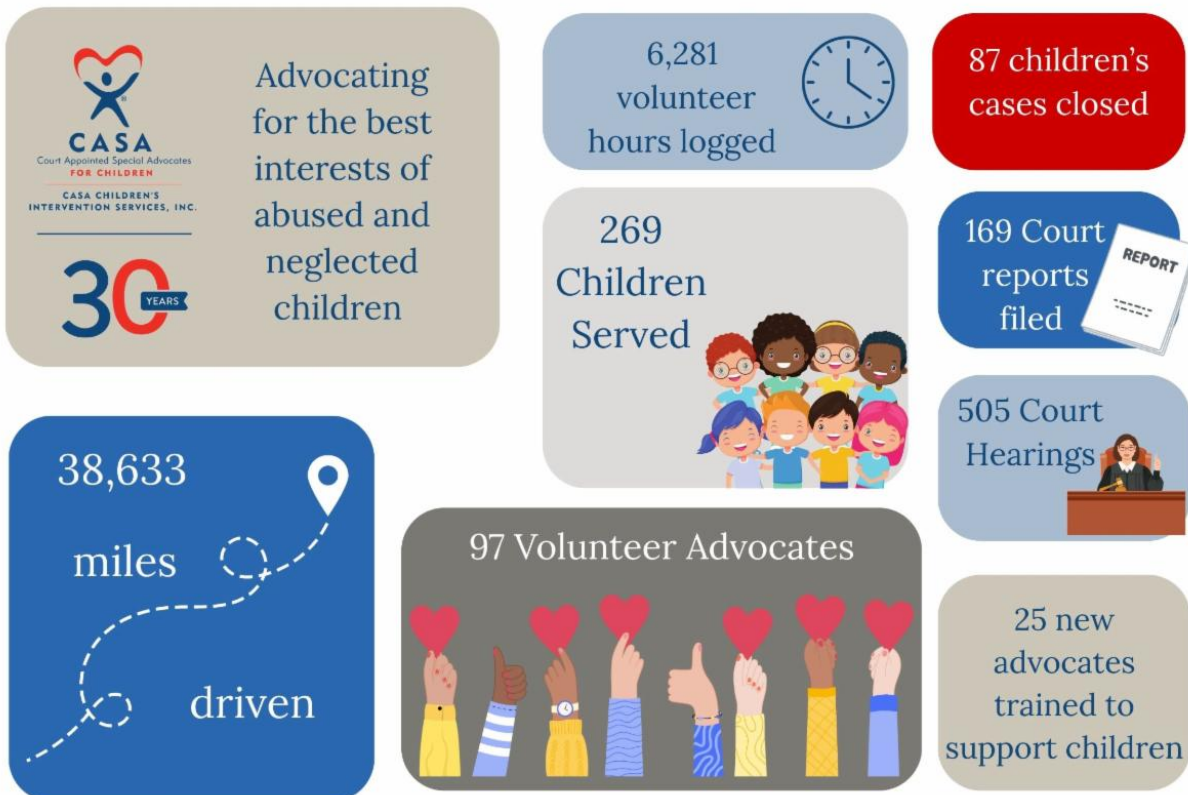 CASA
Court Appointed Special Advocates
FOR CHILDREN
CASA CHILDREN'S
INTERVENTION SERVICES, INC.
30
YEARS
Advocating
for the best
interests of
abused and
neglected
children
6,281
volunteer
hours logged
87 children's
cases closed
269
Children
Served
169 Court
reports
filed
REPORT
505 Court
Hearings
38,633
miles
driven
97 Volunteer Advocates
25 new
advocates
trained to
support children